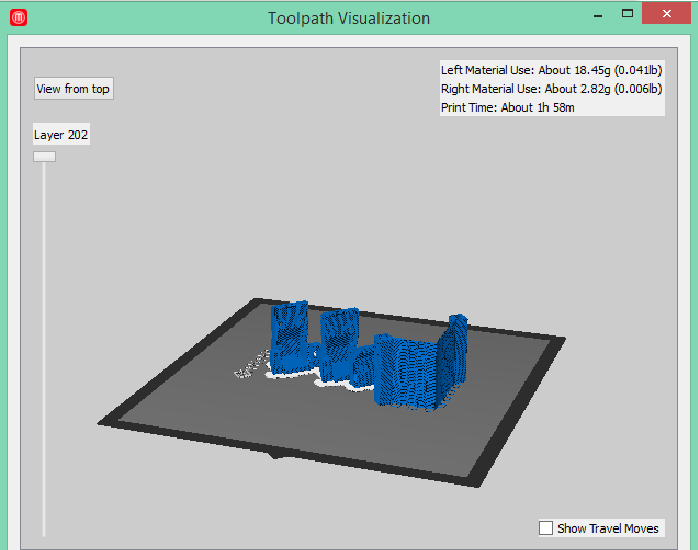 Toolpath Visualization
Left Material Use: About 18.45g (0.041lb)
View from top
Right Material Use: About 2.82g (0.006lb)
Print Time: About 1h 58m
Layer 202
Show Travel Moves